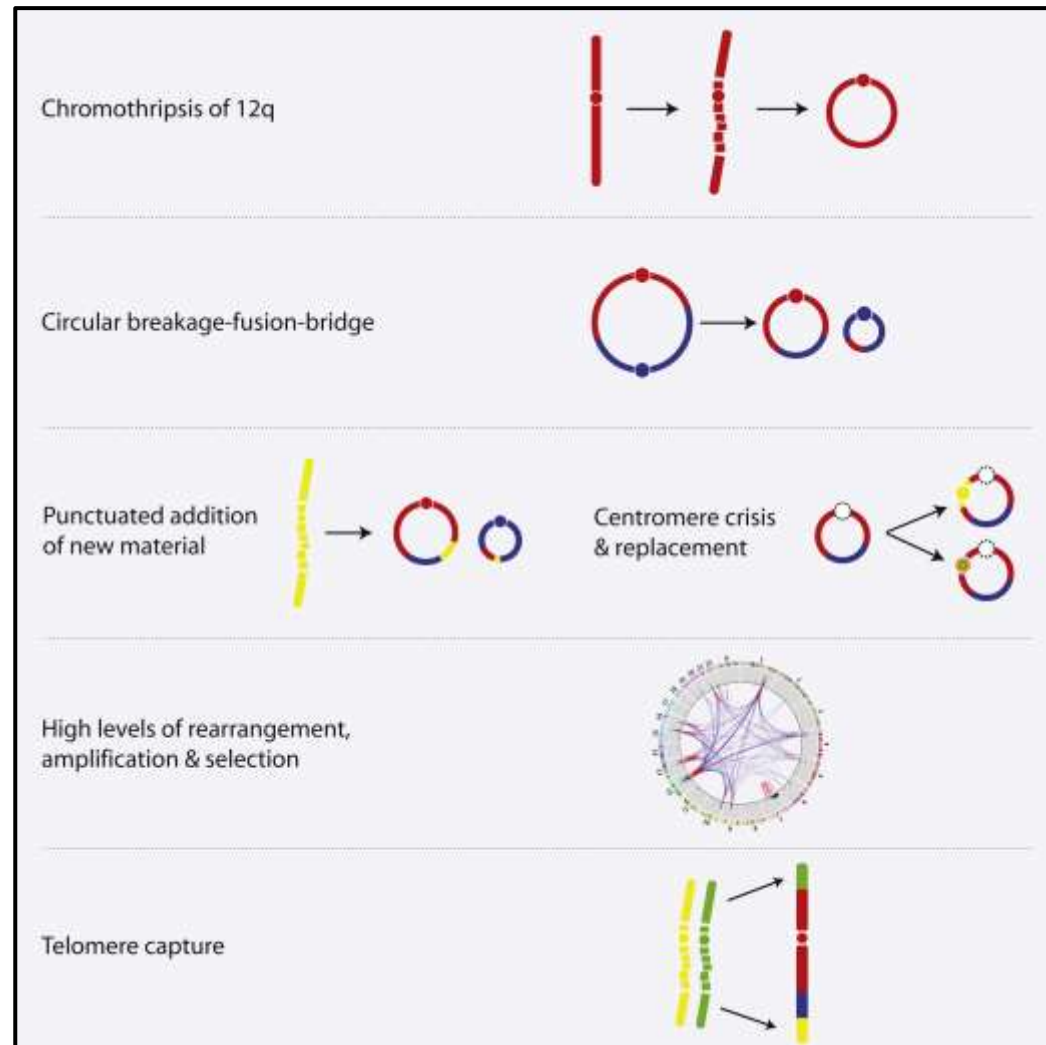 Chromothripsis of 12q
Circular breakage-fusion-bridge
Punctuated addition
of new material
Centromere crisis
& replacement
High levels of rearrangement,
amplification & selection
Telomere capture